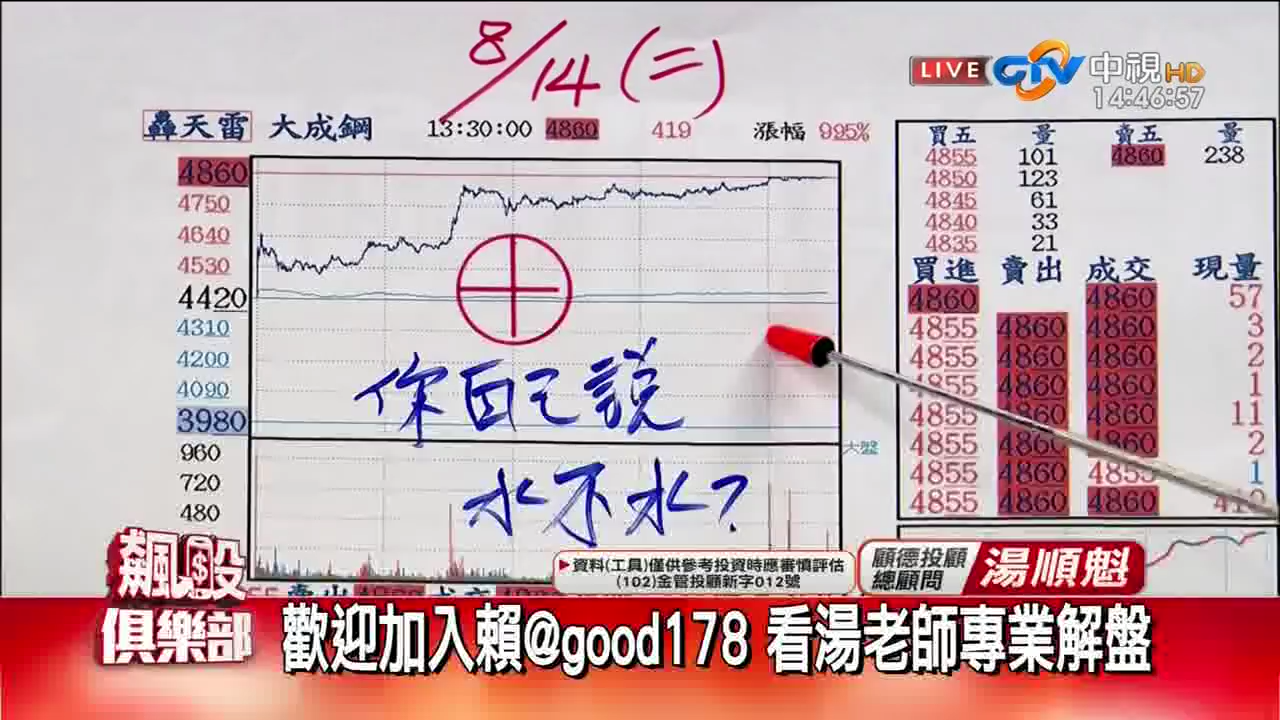 8/14 (二)
LIVE CTV 中視HD
14:46:57
轟天雷 大成鋼 13:30:00 4860 419 漲幅 995%
買五 量 賣五 量
4855 101 4860 238
4850 123
4845 61
4840 33
4835 21
買進 賣出 成交 現量
4860 4860 57
4855 4860 4860 3
4855 4860 4860 2
4855 4860 4860 1
4855 4860 4860 11
4855 4860 4860 2
4855 4860 4855 1
4855 4860 4860
4860
4750
4640
4530
4420
4310
4200
4090
3980
960
720
480
大盤
你自己說
水不水?
飆股俱樂部
▶資料(工具)僅供參考投資時應審慎評估
(102)金管投顧新字012號
顧德投顧
總顧問
湯順魁
歡迎加入賴@good178 看湯老師專業解盤